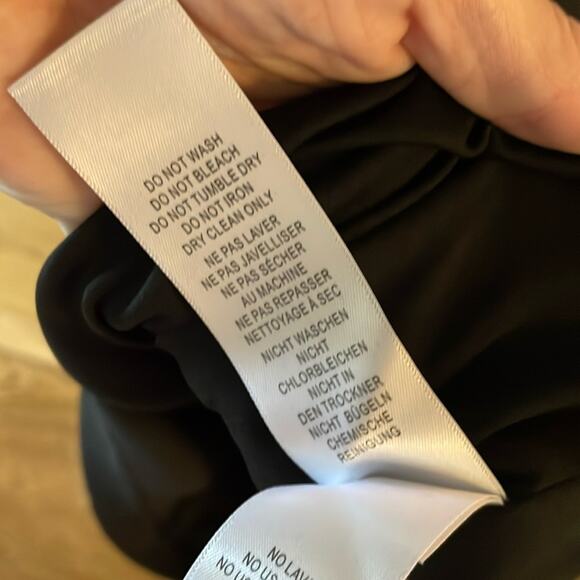 DO NOT WASH
DO NOT BLEACH
DO NOT TUMBLE DRY
DO NOT IRON
DRY CLEAN ONLY
NE PAS LAVER
NE PAS JAVELLISER
NE PAS SÉCHER
AU MACHINE
NE PAS REPASSER
NETTOYAGE À SEC
NICHT WASCHEN
NICHT
CHLORBLEICHEN
NICHT IN
DEN TROCKNER
NICHT BÜGELN
CHEMISCHE
REINIGUNG
NO
NO
NO